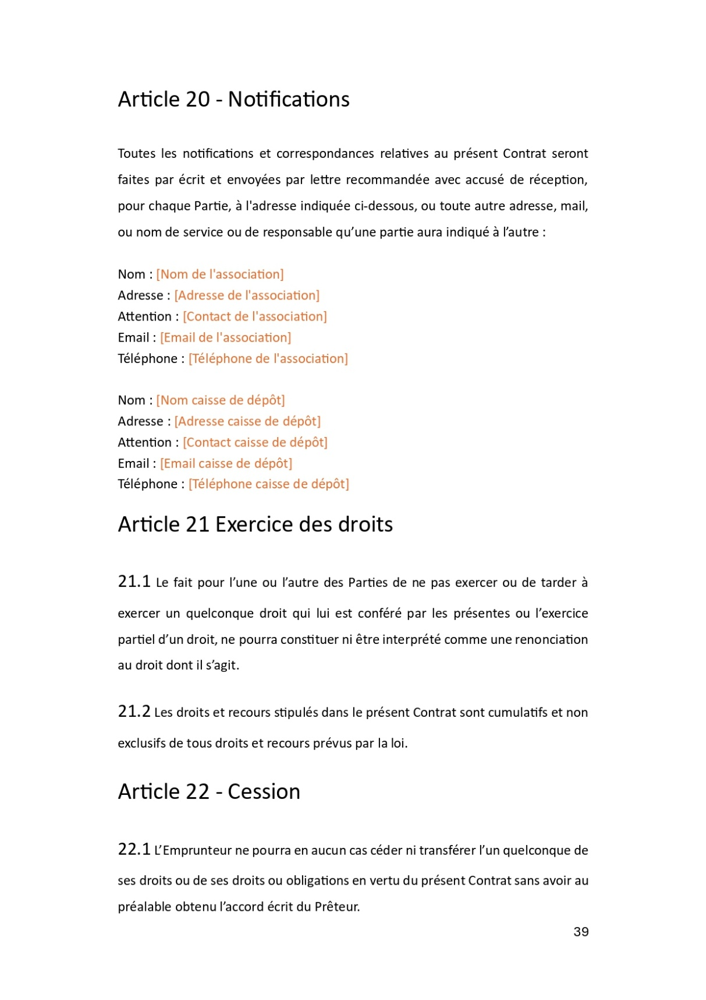 Article 20 - Notifications
Toutes les notifications et correspondances relatives au présent Contrat seront
faites par écrit et envoyées par lettre recommandée avec accusé de réception,
pour chaque Partie, à l'adresse indiquée ci-dessous, ou toute autre adresse, mail,
ou nom de service ou de responsable qu’une partie aura indiqué à l’autre :
Nom : [Nom de l'association]
Adresse : [Adresse de l'association]
Attention : [Contact de l'association]
Email : [Email de l'association]
Téléphone : [Téléphone de l'association]
Nom : [Nom caisse de dépôt]
Adresse : [Adresse caisse de dépôt]
Attention : [Contact caisse de dépôt]
Email : [Email caisse de dépôt]
Téléphone : [Téléphone caisse de dépôt]
Article 21 Exercice des droits
21.1 Le fait pour l’une ou l’autre des Parties de ne pas exercer ou de tarder à
exercer un quelconque droit qui lui est conféré par les présentes ou l’exercice
partiel d’un droit, ne pourra constituer ni être interprété comme une renonciation
au droit dont il s’agit.
21.2 Les droits et recours stipulés dans le présent Contrat sont cumulatifs et non
exclusifs de tous droits et recours prévus par la loi.
Article 22 - Cession
22.1 L’Emprunteur ne pourra en aucun cas céder ni transférer l’un quelconque de
ses droits ou de ses droits ou obligations en vertu du présent Contrat sans avoir au
préalable obtenu l’accord écrit du Prêteur.
39